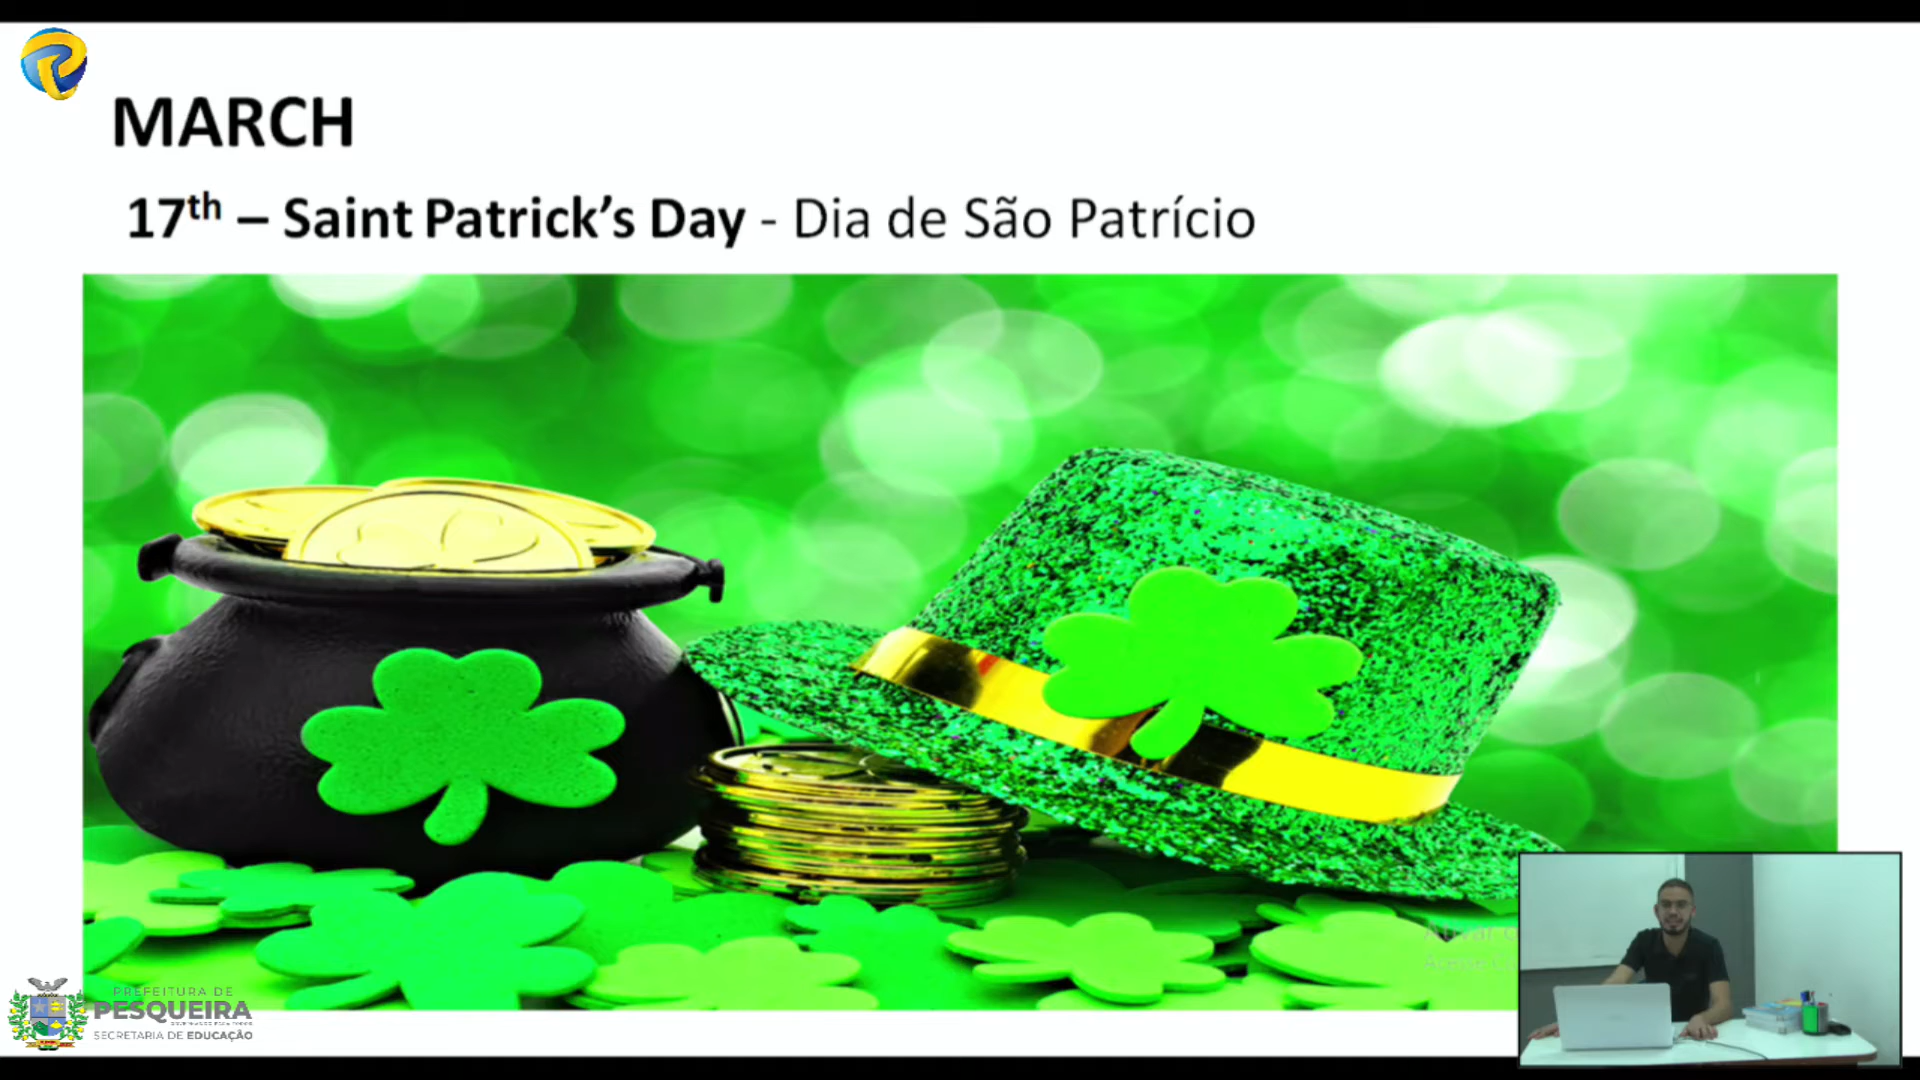 MARCH
17th – Saint Patrick's Day - Dia de São Patrício
PREFEITURA DE
PESQUEIRA
SECRETARIA DE EDUCAÇÃO